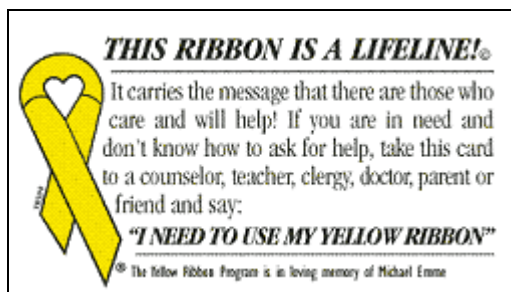 THIS RIBBON IS A LIFELINE!©
It carries the message that there are those who
care and will help! If you are in need and
don't know how to ask for help, take this card
to a counselor, teacher, clergy, doctor, parent or
friend and say:
"I NEED TO USE MY YELLOW RIBBON"
® The Yellow Ribbon Program is in loving memory of Michael Emme